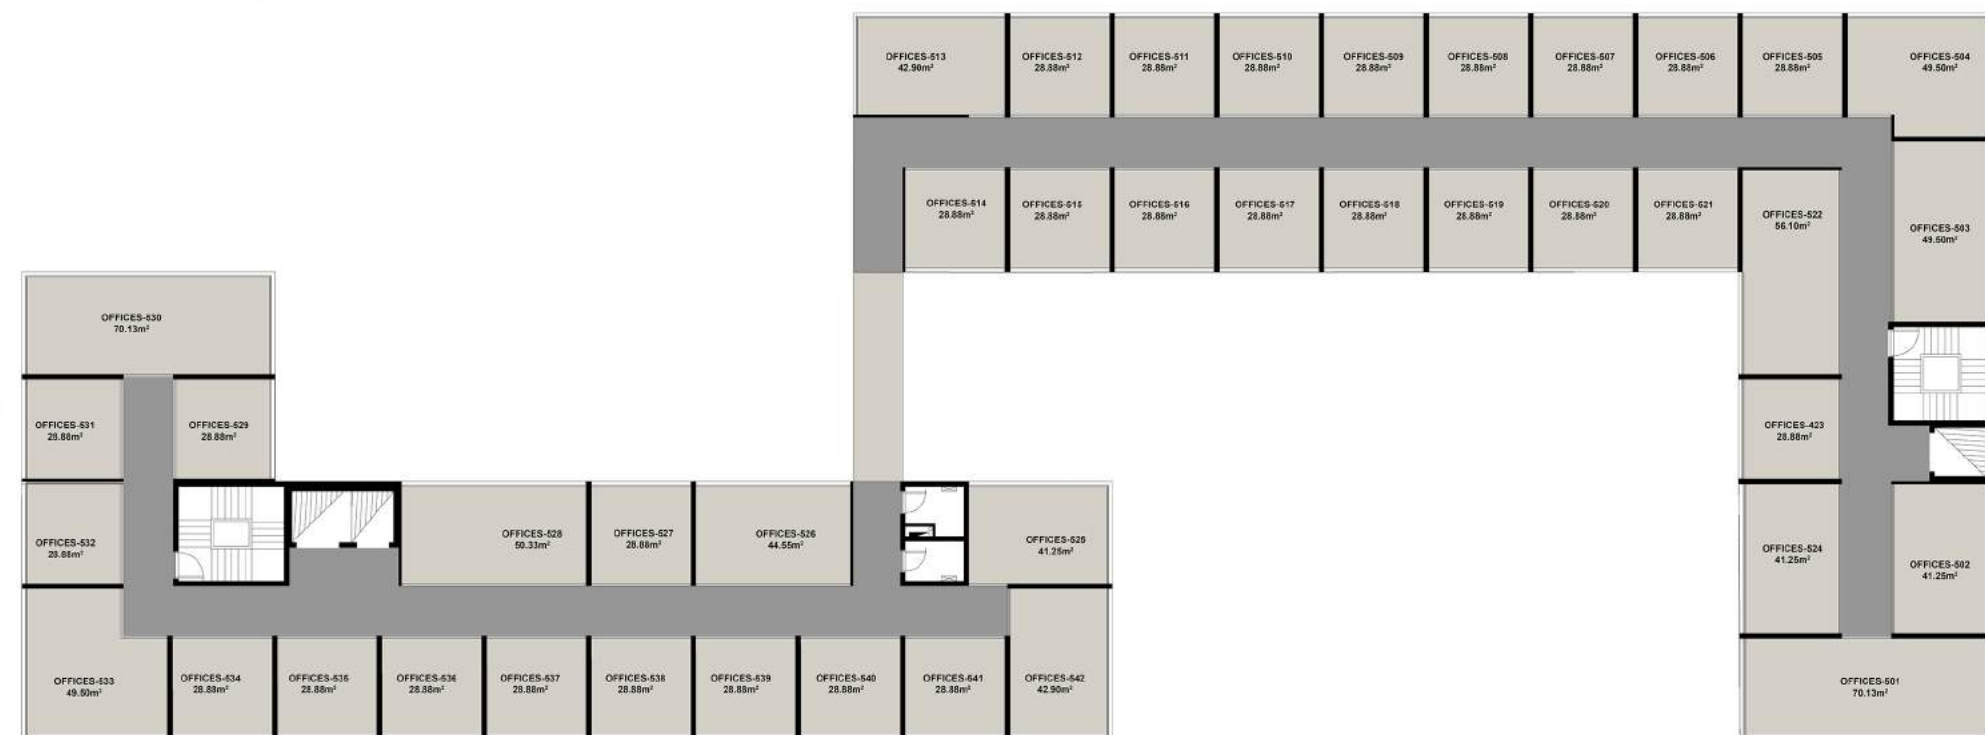 OFFICES-513
42.90m²
OFFICES-512
28.88m²
OFFICES-511
28.88m²
OFFICES-510
28.88m²
OFFICES-509
28.88m²
OFFICES-508
28.88m²
OFFICES-507
28.88m²
OFFICES-506
28.88m²
OFFICES-505
28.88m²
OFFICES-504
49.50m²
OFFICES-514
28.88m²
OFFICES-515
28.88m²
OFFICES-516
28.88m²
OFFICES-517
28.88m²
OFFICES-518
28.88m²
OFFICES-519
28.88m²
OFFICES-520
28.88m²
OFFICES-521
28.88m²
OFFICES-522
56.10m²
OFFICES-503
49.50m²
OFFICES-530
70.13m²
OFFICES-531
28.88m²
OFFICES-529
28.88m²
OFFICES-423
28.88m²
OFFICES-532
28.88m²
OFFICES-528
50.33m²
OFFICES-527
28.88m²
OFFICES-526
44.55m²
OFFICES-525
41.25m²
OFFICES-524
41.25m²
OFFICES-502
41.25m²
OFFICES-533
49.50m²
OFFICES-534
28.88m²
OFFICES-535
28.88m²
OFFICES-536
28.88m²
OFFICES-537
28.88m²
OFFICES-538
28.88m²
OFFICES-539
28.88m²
OFFICES-540
28.88m²
OFFICES-541
28.88m²
OFFICES-542
42.90m²
OFFICES-501
70.13m²